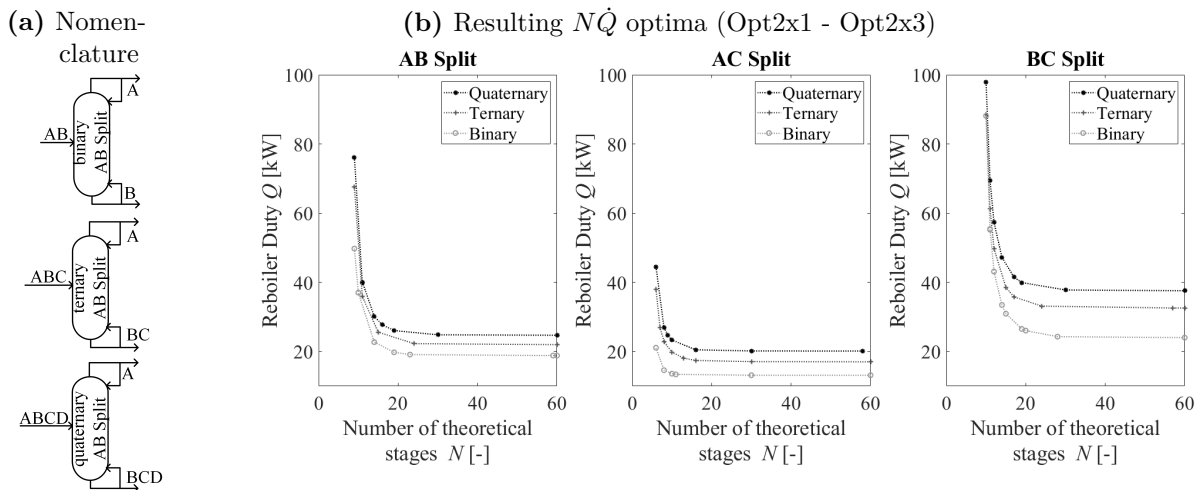 (a) Nomen-
clature
A
AB
binary
AB Split
B
A
ABC
ternary
AB Split
BC
A
ABCD
quaternary
AB Split
BCD
(b) Resulting NQ̇ optima (Opt2x1 - Opt2x3)
AB Split
100
80
60
40
20
0
20
40
60
Reboiler Duty Q̇ [kW]
Number of theoretical
stages N [-]
Quaternary
Ternary
Binary
AC Split
100
80
60
40
20
0
20
40
60
Reboiler Duty Q̇ [kW]
Number of theoretical
stages N [-]
Quaternary
Ternary
Binary
BC Split
100
80
60
40
20
0
20
40
60
Reboiler Duty Q̇ [kW]
Number of theoretical
stages N [-]
Quaternary
Ternary
Binary